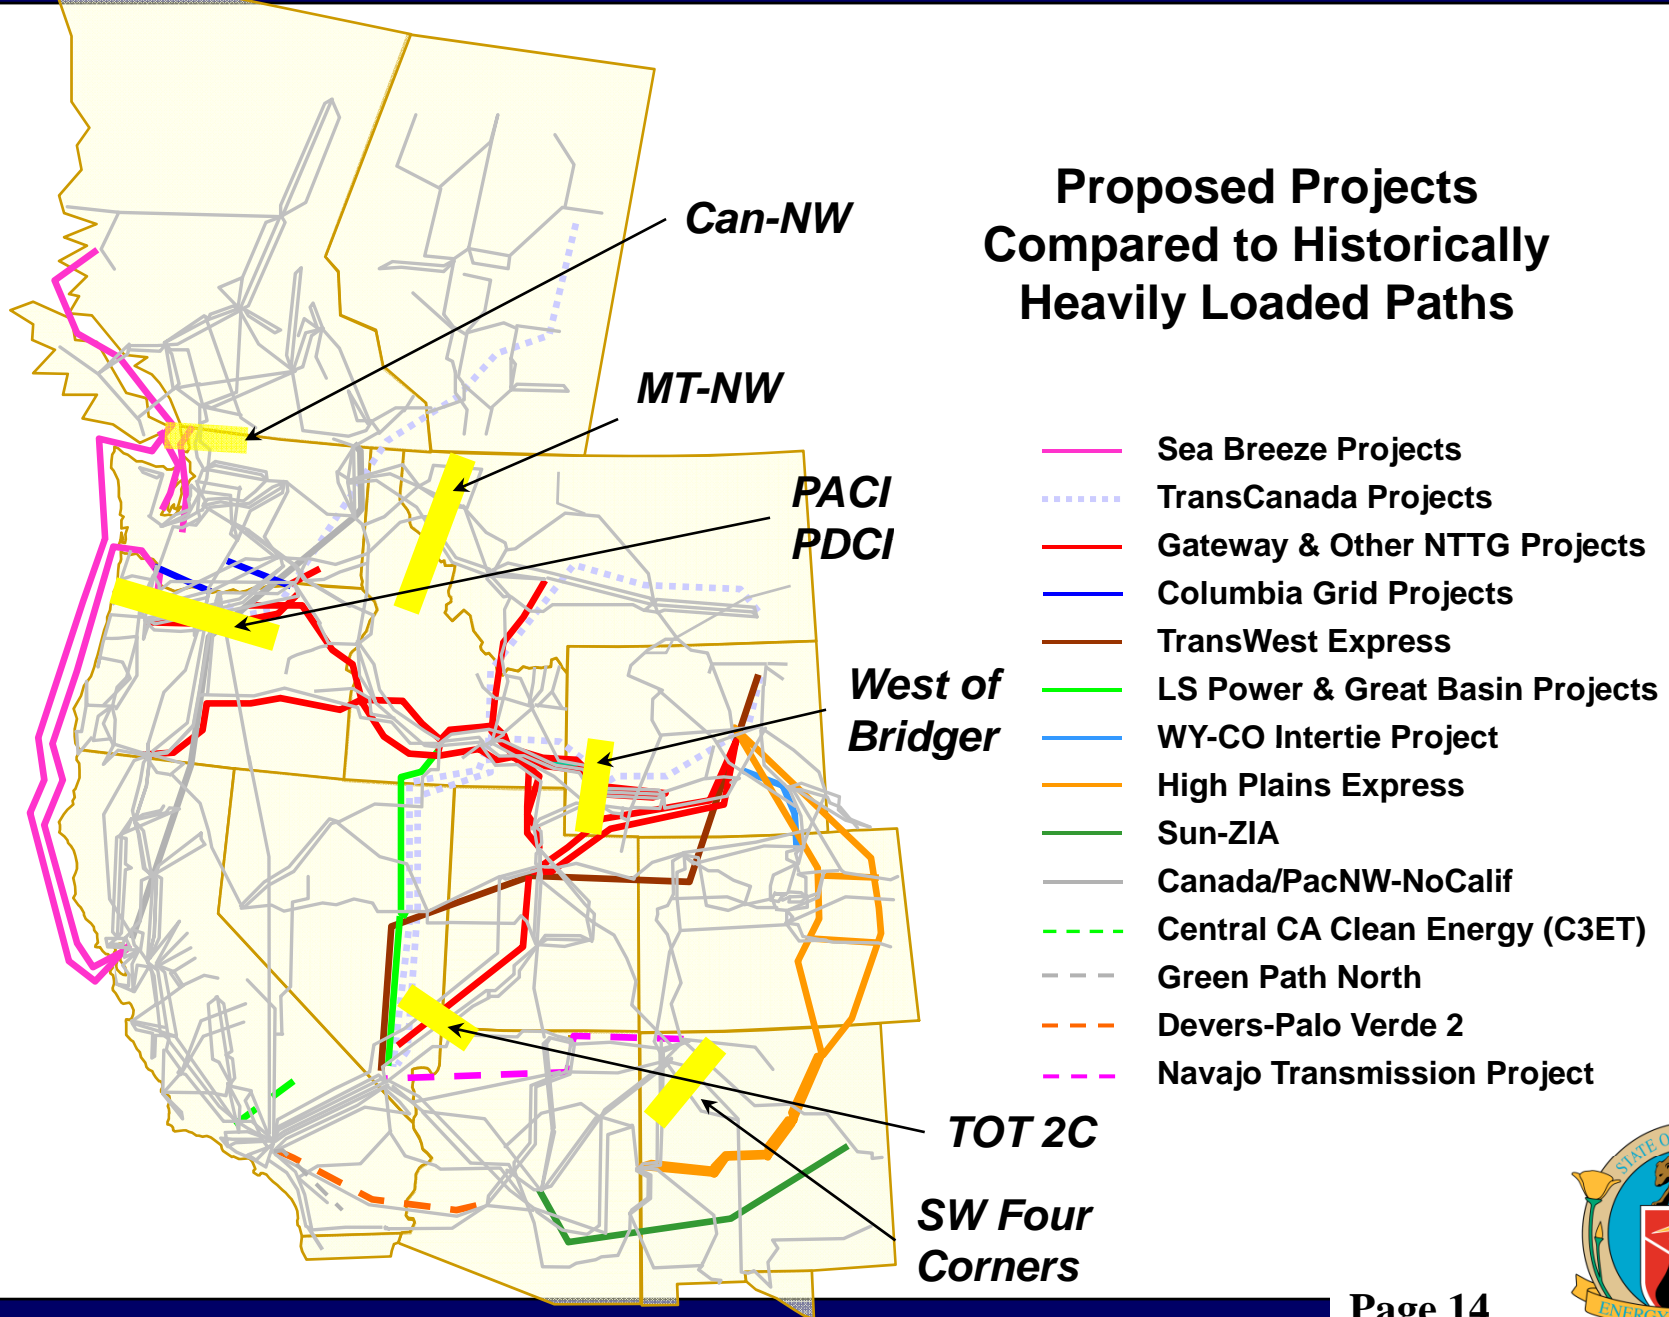 Proposed Projects
Compared to Historically
Heavily Loaded Paths
Can-NW
MT-NW
PACI
PDCI
West of
Bridger
TOT 2C
SW Four
Corners
Sea Breeze Projects
TransCanada Projects
Gateway & Other NTTG Projects
Columbia Grid Projects
TransWest Express
LS Power & Great Basin Projects
WY-CO Intertie Project
High Plains Express
Sun-ZIA
Canada/PacNW-NoCalif
Central CA Clean Energy (C3ET)
Green Path North
Devers-Palo Verde 2
Navajo Transmission Project
STATE O
ENERGY
Page 14